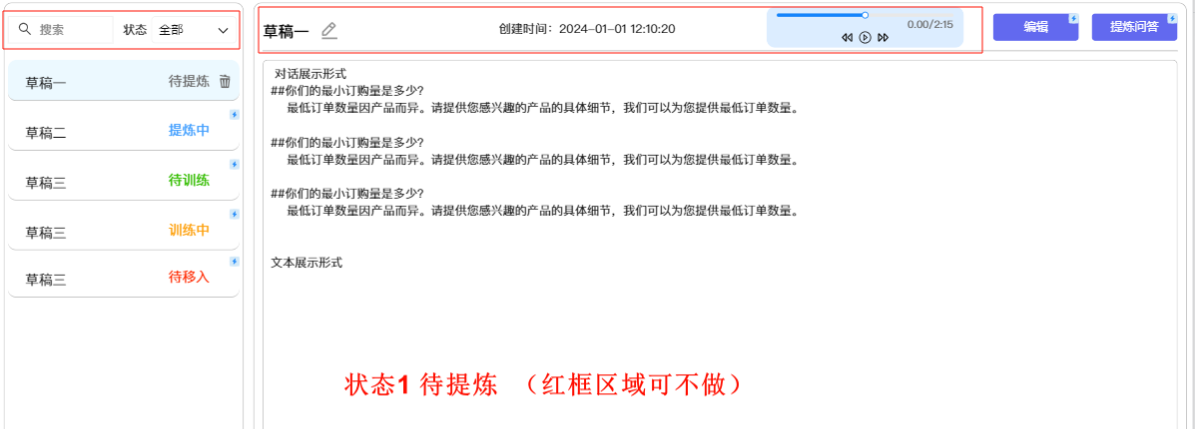 搜索 状态 全部
草稿一 待提炼
草稿二 提炼中
草稿三 待训练
草稿三 训练中
草稿三 待移入
草稿一 创建时间：2024-01-01 12:10:20 0.00/2:15 编辑 提炼问答
对话展示形式
##你们的最小订购量是多少?
最低订单数量因产品而异。请提供您感兴趣的产品的具体细节，我们可以为您提供最低订单数量。
##你们的最小订购量是多少?
最低订单数量因产品而异。请提供您感兴趣的产品的具体细节，我们可以为您提供最低订单数量。
##你们的最小订购量是多少?
最低订单数量因产品而异。请提供您感兴趣的产品的具体细节，我们可以为您提供最低订单数量。
文本展示形式
状态1 待提炼 （红框区域可不做）